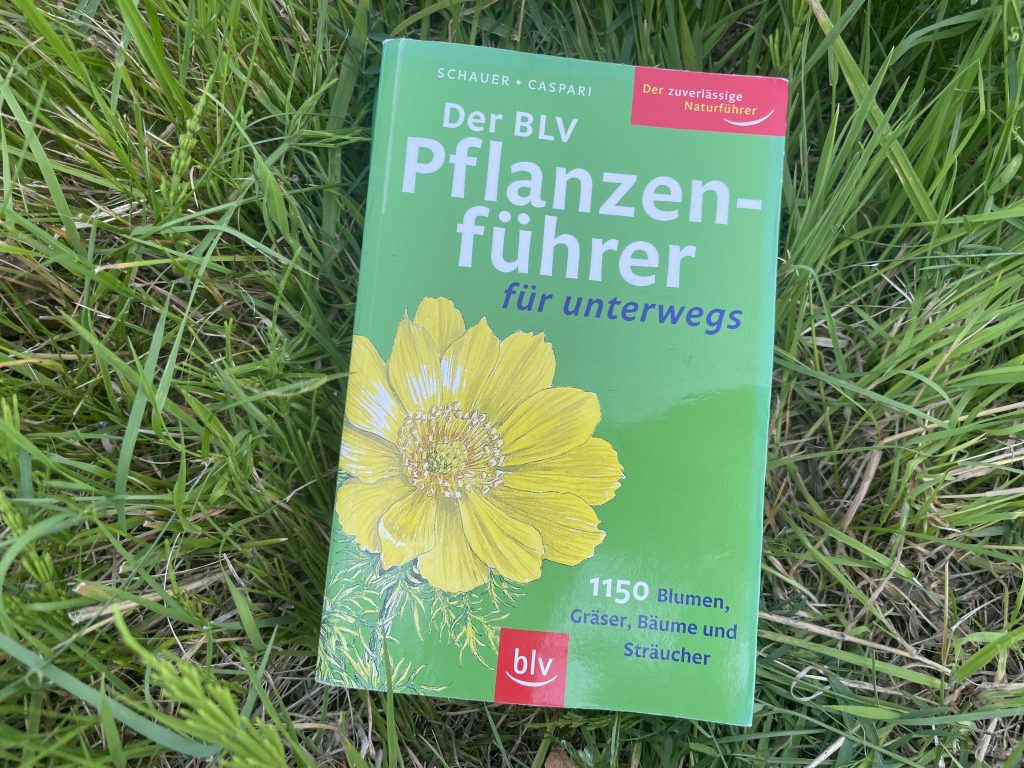 SCHAUER • CASPARI
Der zuverlässige
Naturführer
Der BLV
Pflanzen-
führer
für unterwegs
1150 Blumen,
Gräser, Bäume und
Sträucher
blv